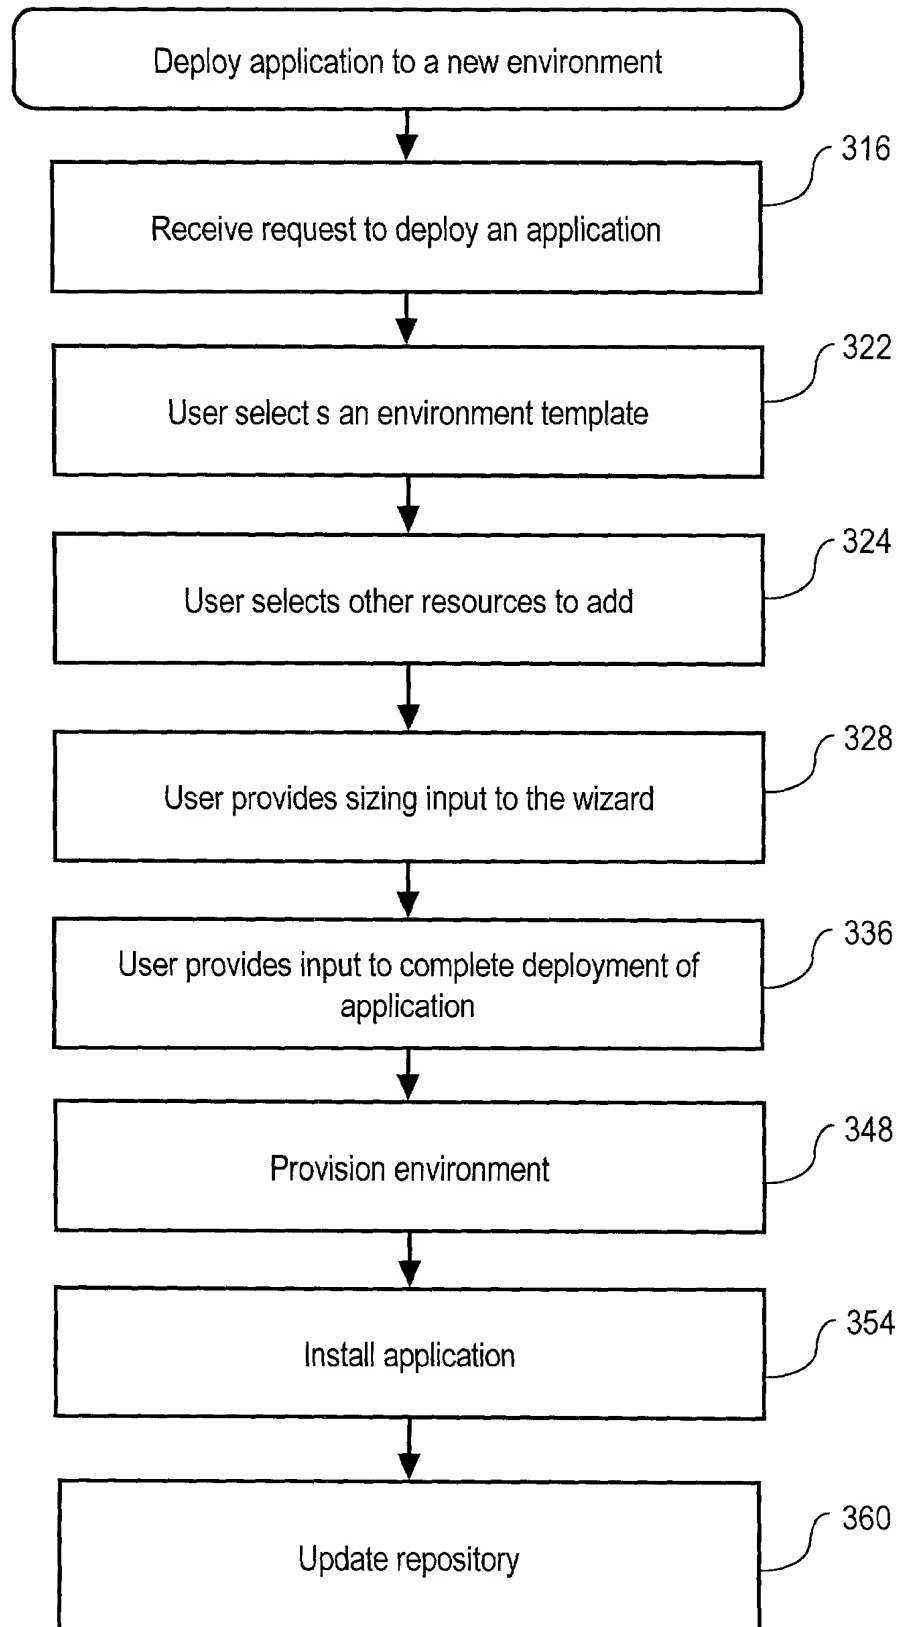 Deploy application to a new environment
316
Receive request to deploy an application
322
User select s an environment template
324
User selects other resources to add
328
User provides sizing input to the wizard
336
User provides input to complete deployment of
application
348
Provision environment
354
Install application
360
Update repository